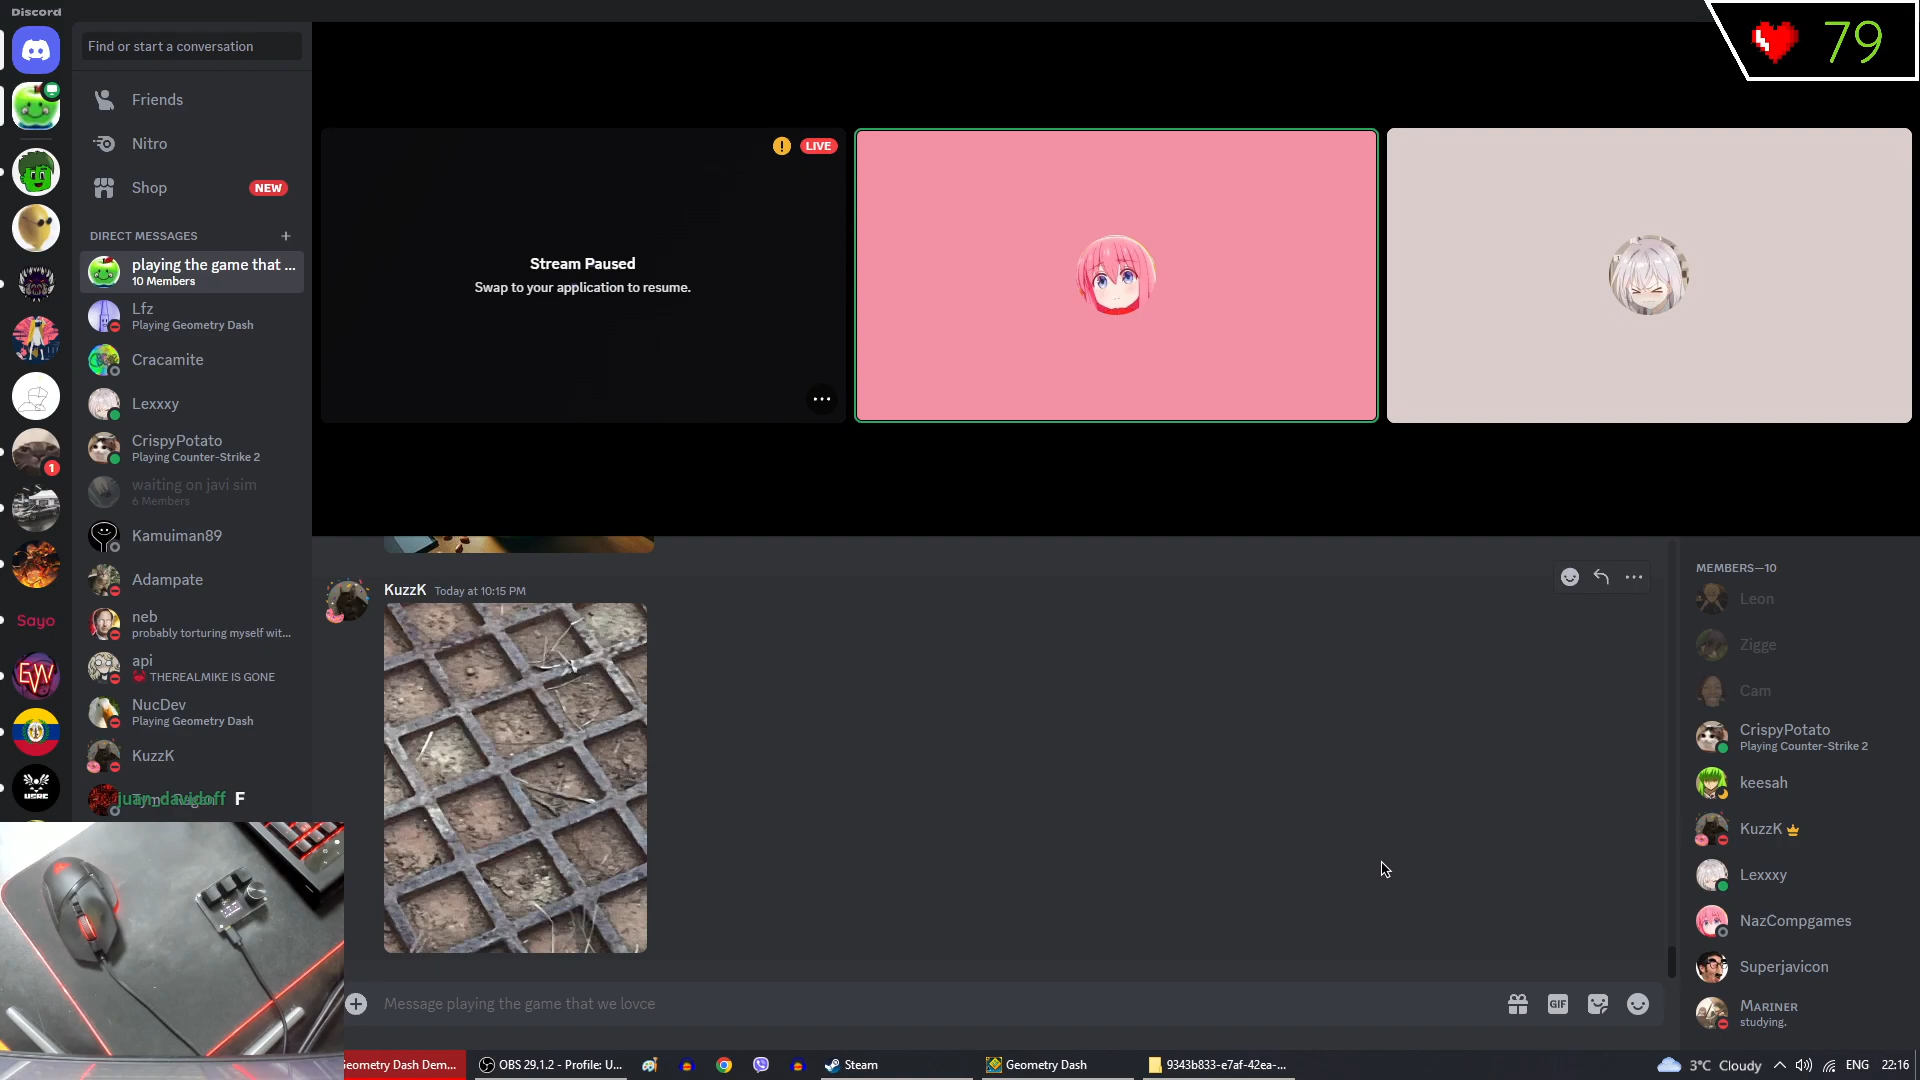 Discord
Find or start a conversation
79
Friends
Nitro
Shop
NEW
DIRECT MESSAGES
playing the game that ...
10 Members
Lfz
Playing Geometry Dash
Cracamite
Lexxxy
CrispyPotato
Playing Counter-Strike 2
waiting on javi sim
6 Members
Kamuiman89
Adampate
neb
probably torturing myself wit...
api
THEREALMIKE IS GONE
NucDev
Playing Geometry Dash
KuzzK
juan_davidoff F
1
Sayo
EW
LIVE
Stream Paused
Swap to your application to resume.
KuzzK Today at 10:15 PM
Message playing the game that we lovce
GIF
MEMBERS—10
Leon
Zigge
Cam
CrispyPotato
Playing Counter-Strike 2
keesah
KuzzK
Lexxxy
NazCompgames
Superjavicon
MARINER
studying.
Geometry Dash Dem...
OBS 29.1.2 - Profile: U...
Steam
Geometry Dash
9343b833-e7af-42ea-...
3°C Cloudy
ENG
22:16